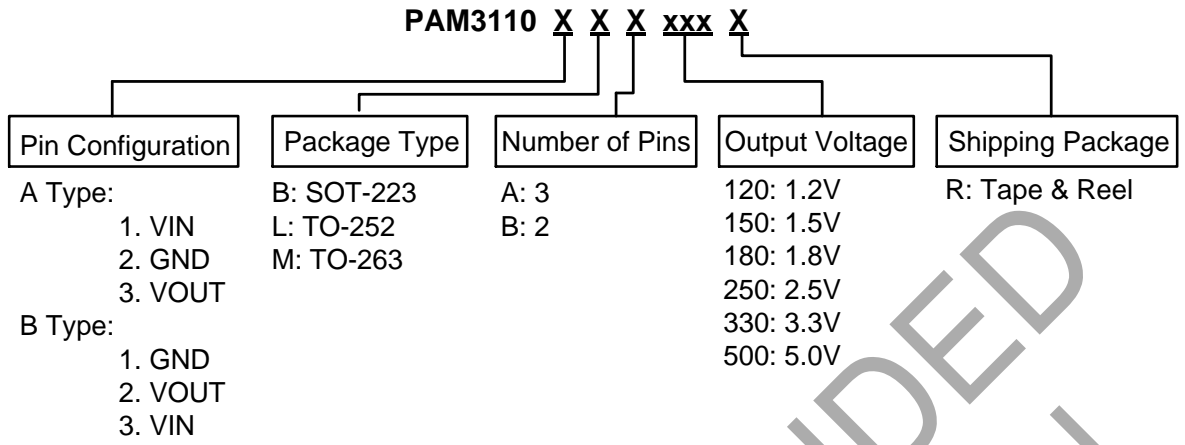 PAM3110 X X X xxx X
Pin Configuration
A Type:
1. VIN
2. GND
3. VOUT
B Type:
1. GND
2. VOUT
3. VIN
Package Type
B: SOT-223
L: TO-252
M: TO-263
Number of Pins
A: 3
B: 2
Output Voltage
120: 1.2V
150: 1.5V
180: 1.8V
250: 2.5V
330: 3.3V
500: 5.0V
Shipping Package
R: Tape & Reel